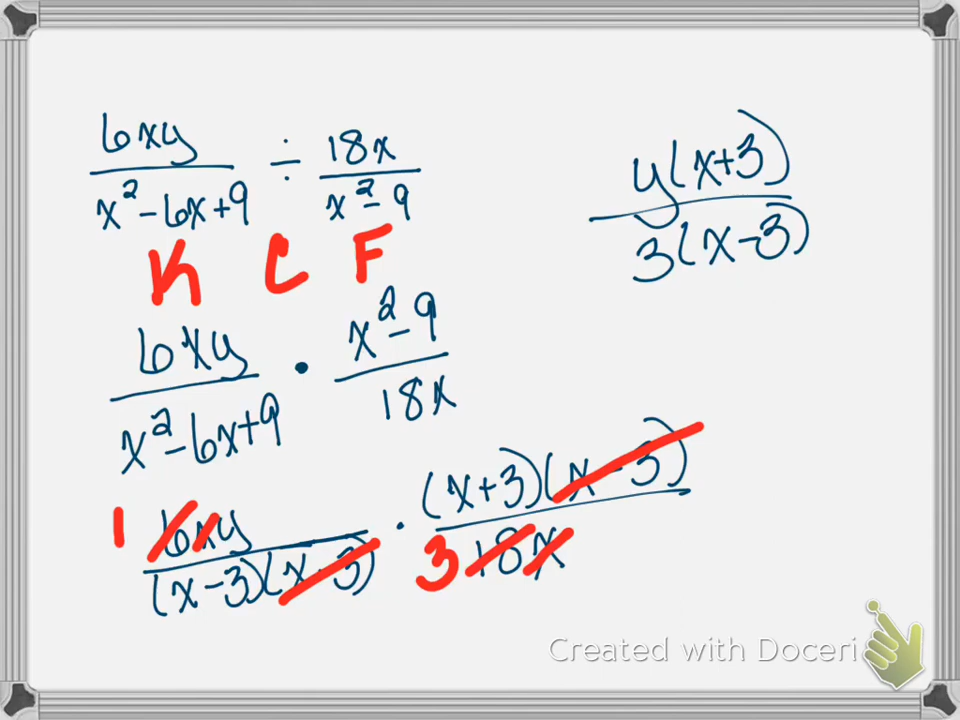 6xy / x² - 6x + 9 ÷ 18x / x² - 9
K C F
6xy / x² - 6x + 9 · x² - 9 / 18x
1 6xy / (x - 3)(x - 3) · (x + 3)(x - 3) / 3 18x
y(x + 3) / 3(x - 3)
Created with Doceri